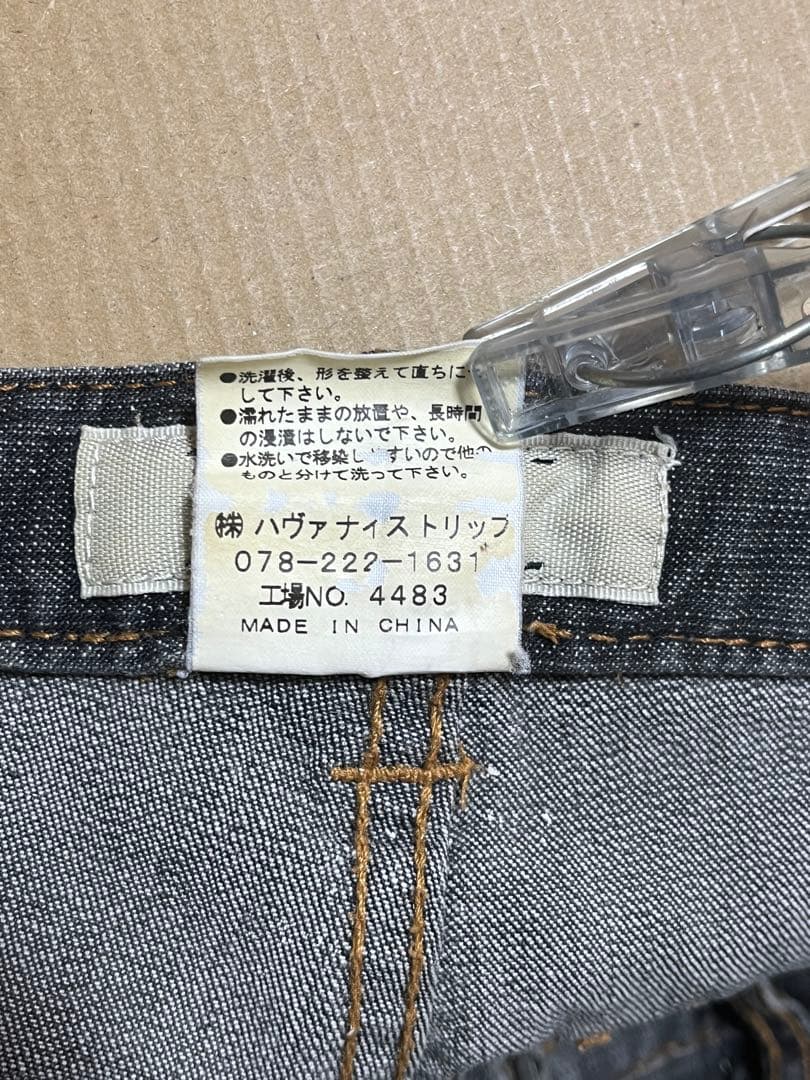 ●洗濯後、形を整えて直ちに
して下さい。
●濡れたままの放置や、長時間
の浸漬はしないで下さい。
●水洗いで移染しやすいので他の
ものと分けて洗って下さい。
㈱ ハヴァナイストリップ
078-222-1631
工場NO. 4483
MADE IN CHINA